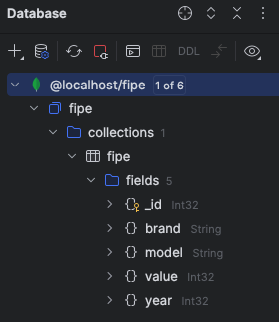 Database
DDL
@localhost/fipe 1 of 6
fipe
collections 1
fipe
fields 5
_id Int32
brand String
model String
value Int32
year Int32